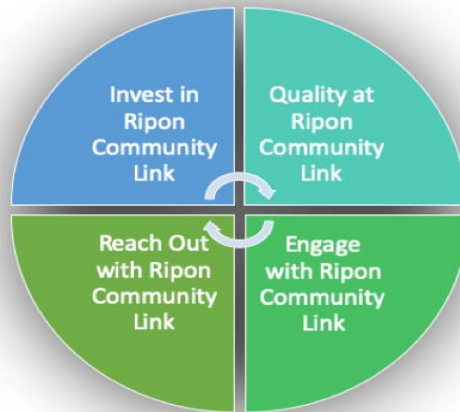 Invest in
Ripon
Community
Link
Quality at
Ripon
Community
Link
Reach Out
with Ripon
Community
Link
Engage
with Ripon
Community
Link